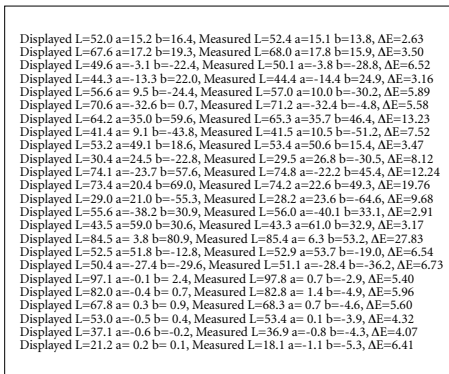 Displayed L=52.0 a=15.2 b=16.4, Measured L=52.4 a=15.1 b=13.8, ΔE=2.63
Displayed L=67.6 a=17.2 b=19.3, Measured L=68.0 a=17.8 b=15.9, ΔE=3.50
Displayed L=49.6 a=-3.1 b=-22.4, Measured L=50.1 a=-3.8 b=-28.8, ΔE=6.52
Displayed L=44.3 a=-13.3 b=22.0, Measured L=44.4 a=-14.4 b=24.9, ΔE=3.16
Displayed L=56.6 a= 9.5 b=-24.4, Measured L=57.0 a=10.0 b=-30.2, ΔE=5.89
Displayed L=70.6 a=-32.6 b= 0.7, Measured L=71.2 a=-32.4 b=-4.8, ΔE=5.58
Displayed L=64.2 a=35.0 b=59.6, Measured L=65.3 a=35.7 b=46.4, ΔE=13.23
Displayed L=41.4 a= 9.1 b=-43.8, Measured L=41.5 a=10.5 b=-51.2, ΔE=7.52
Displayed L=53.2 a=49.1 b=18.6, Measured L=53.4 a=50.6 b=15.4, ΔE=3.47
Displayed L=30.4 a=24.5 b=-22.8, Measured L=29.5 a=26.8 b=-30.5, ΔE=8.12
Displayed L=74.1 a=-23.7 b=57.6, Measured L=74.8 a=-22.2 b=45.4, ΔE=12.24
Displayed L=73.4 a=20.4 b=69.0, Measured L=74.2 a=22.6 b=49.3, ΔE=19.76
Displayed L=29.0 a=21.0 b=-55.3, Measured L=28.2 a=23.6 b=-64.6, ΔE=9.68
Displayed L=55.6 a=-38.2 b=30.9, Measured L=56.0 a=-40.1 b=33.1, ΔE=2.91
Displayed L=43.5 a=59.0 b=30.6, Measured L=43.3 a=61.0 b=32.9, ΔE=3.17
Displayed L=84.5 a= 3.8 b=80.9, Measured L=85.4 a= 6.3 b=53.2, ΔE=27.83
Displayed L=52.5 a=51.8 b=-12.8, Measured L=52.9 a=53.7 b=-19.0, ΔE=6.54
Displayed L=50.4 a=-27.4 b=-29.6, Measured L=51.1 a=-28.4 b=-36.2, ΔE=6.73
Displayed L=97.1 a=-0.1 b= 2.4, Measured L=97.8 a= 0.7 b=-2.9, ΔE=5.40
Displayed L=82.0 a=-0.4 b= 0.7, Measured L=82.8 a= 1.4 b=-4.9, ΔE=5.96
Displayed L=67.8 a= 0.3 b= 0.9, Measured L=68.3 a= 0.7 b=-4.6, ΔE=5.60
Displayed L=53.0 a=-0.5 b= 0.4, Measured L=53.4 a= 0.1 b=-3.9, ΔE=4.32
Displayed L=37.1 a=-0.6 b=-0.2, Measured L=36.9 a=-0.8 b=-4.3, ΔE=4.07
Displayed L=21.2 a= 0.2 b= 0.1, Measured L=18.1 a=-1.1 b=-5.3, ΔE=6.41